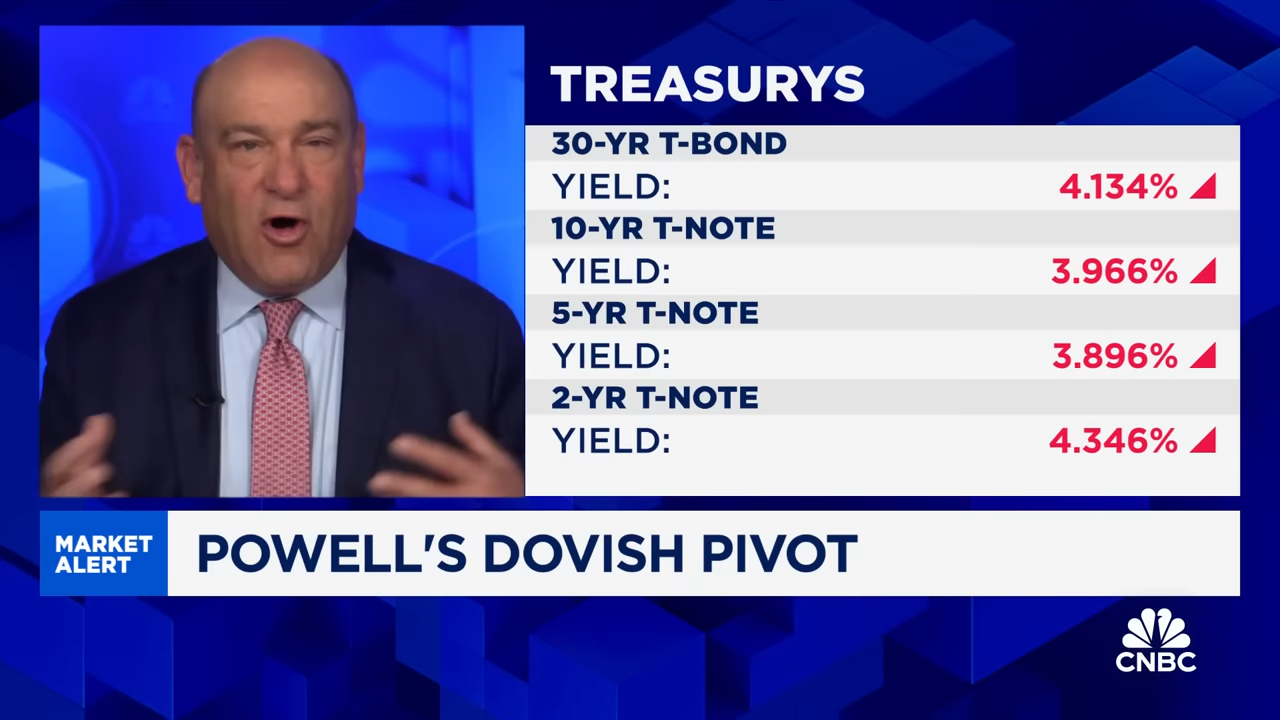 TREASURYS
30-YR T-BOND
YIELD: 4.134%
10-YR T-NOTE
YIELD: 3.966%
5-YR T-NOTE
YIELD: 3.896%
2-YR T-NOTE
YIELD: 4.346%
MARKET
ALERT
POWELL'S DOVISH PIVOT
CNBC